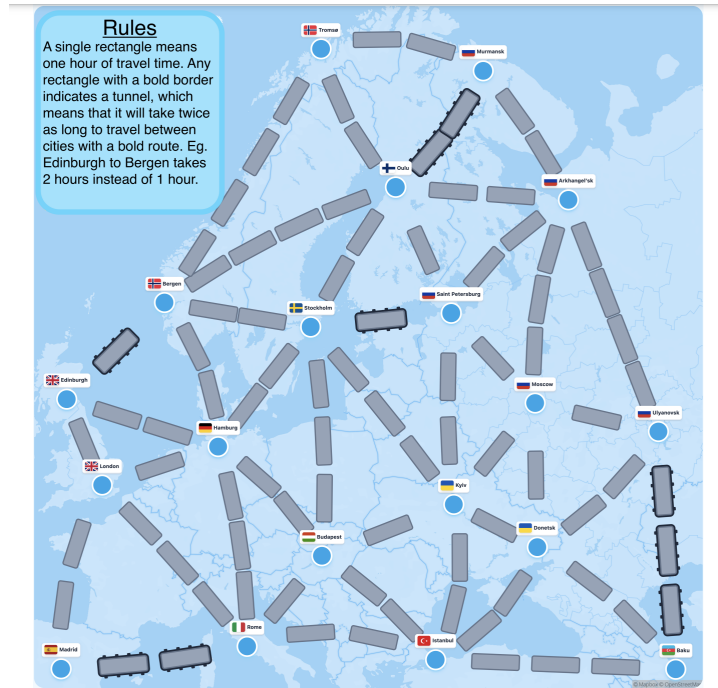 Rules
A single rectangle means
one hour of travel time. Any
rectangle with a bold border
indicates a tunnel, which
means that it will take twice
as long to travel between
cities with a bold route. Eg.
Edinburgh to Bergen takes
2 hours instead of 1 hour.
Tromsø
Murmansk
Oulu
Arkhangel'sk
Bergen
Saint Petersburg
Stockholm
Edinburgh
Moscow
Ulyanovsk
Hamburg
London
Kyiv
Donetsk
Budapest
Rome
Istanbul
Madrid
Baku
© Mapbox © OpenStreetMap